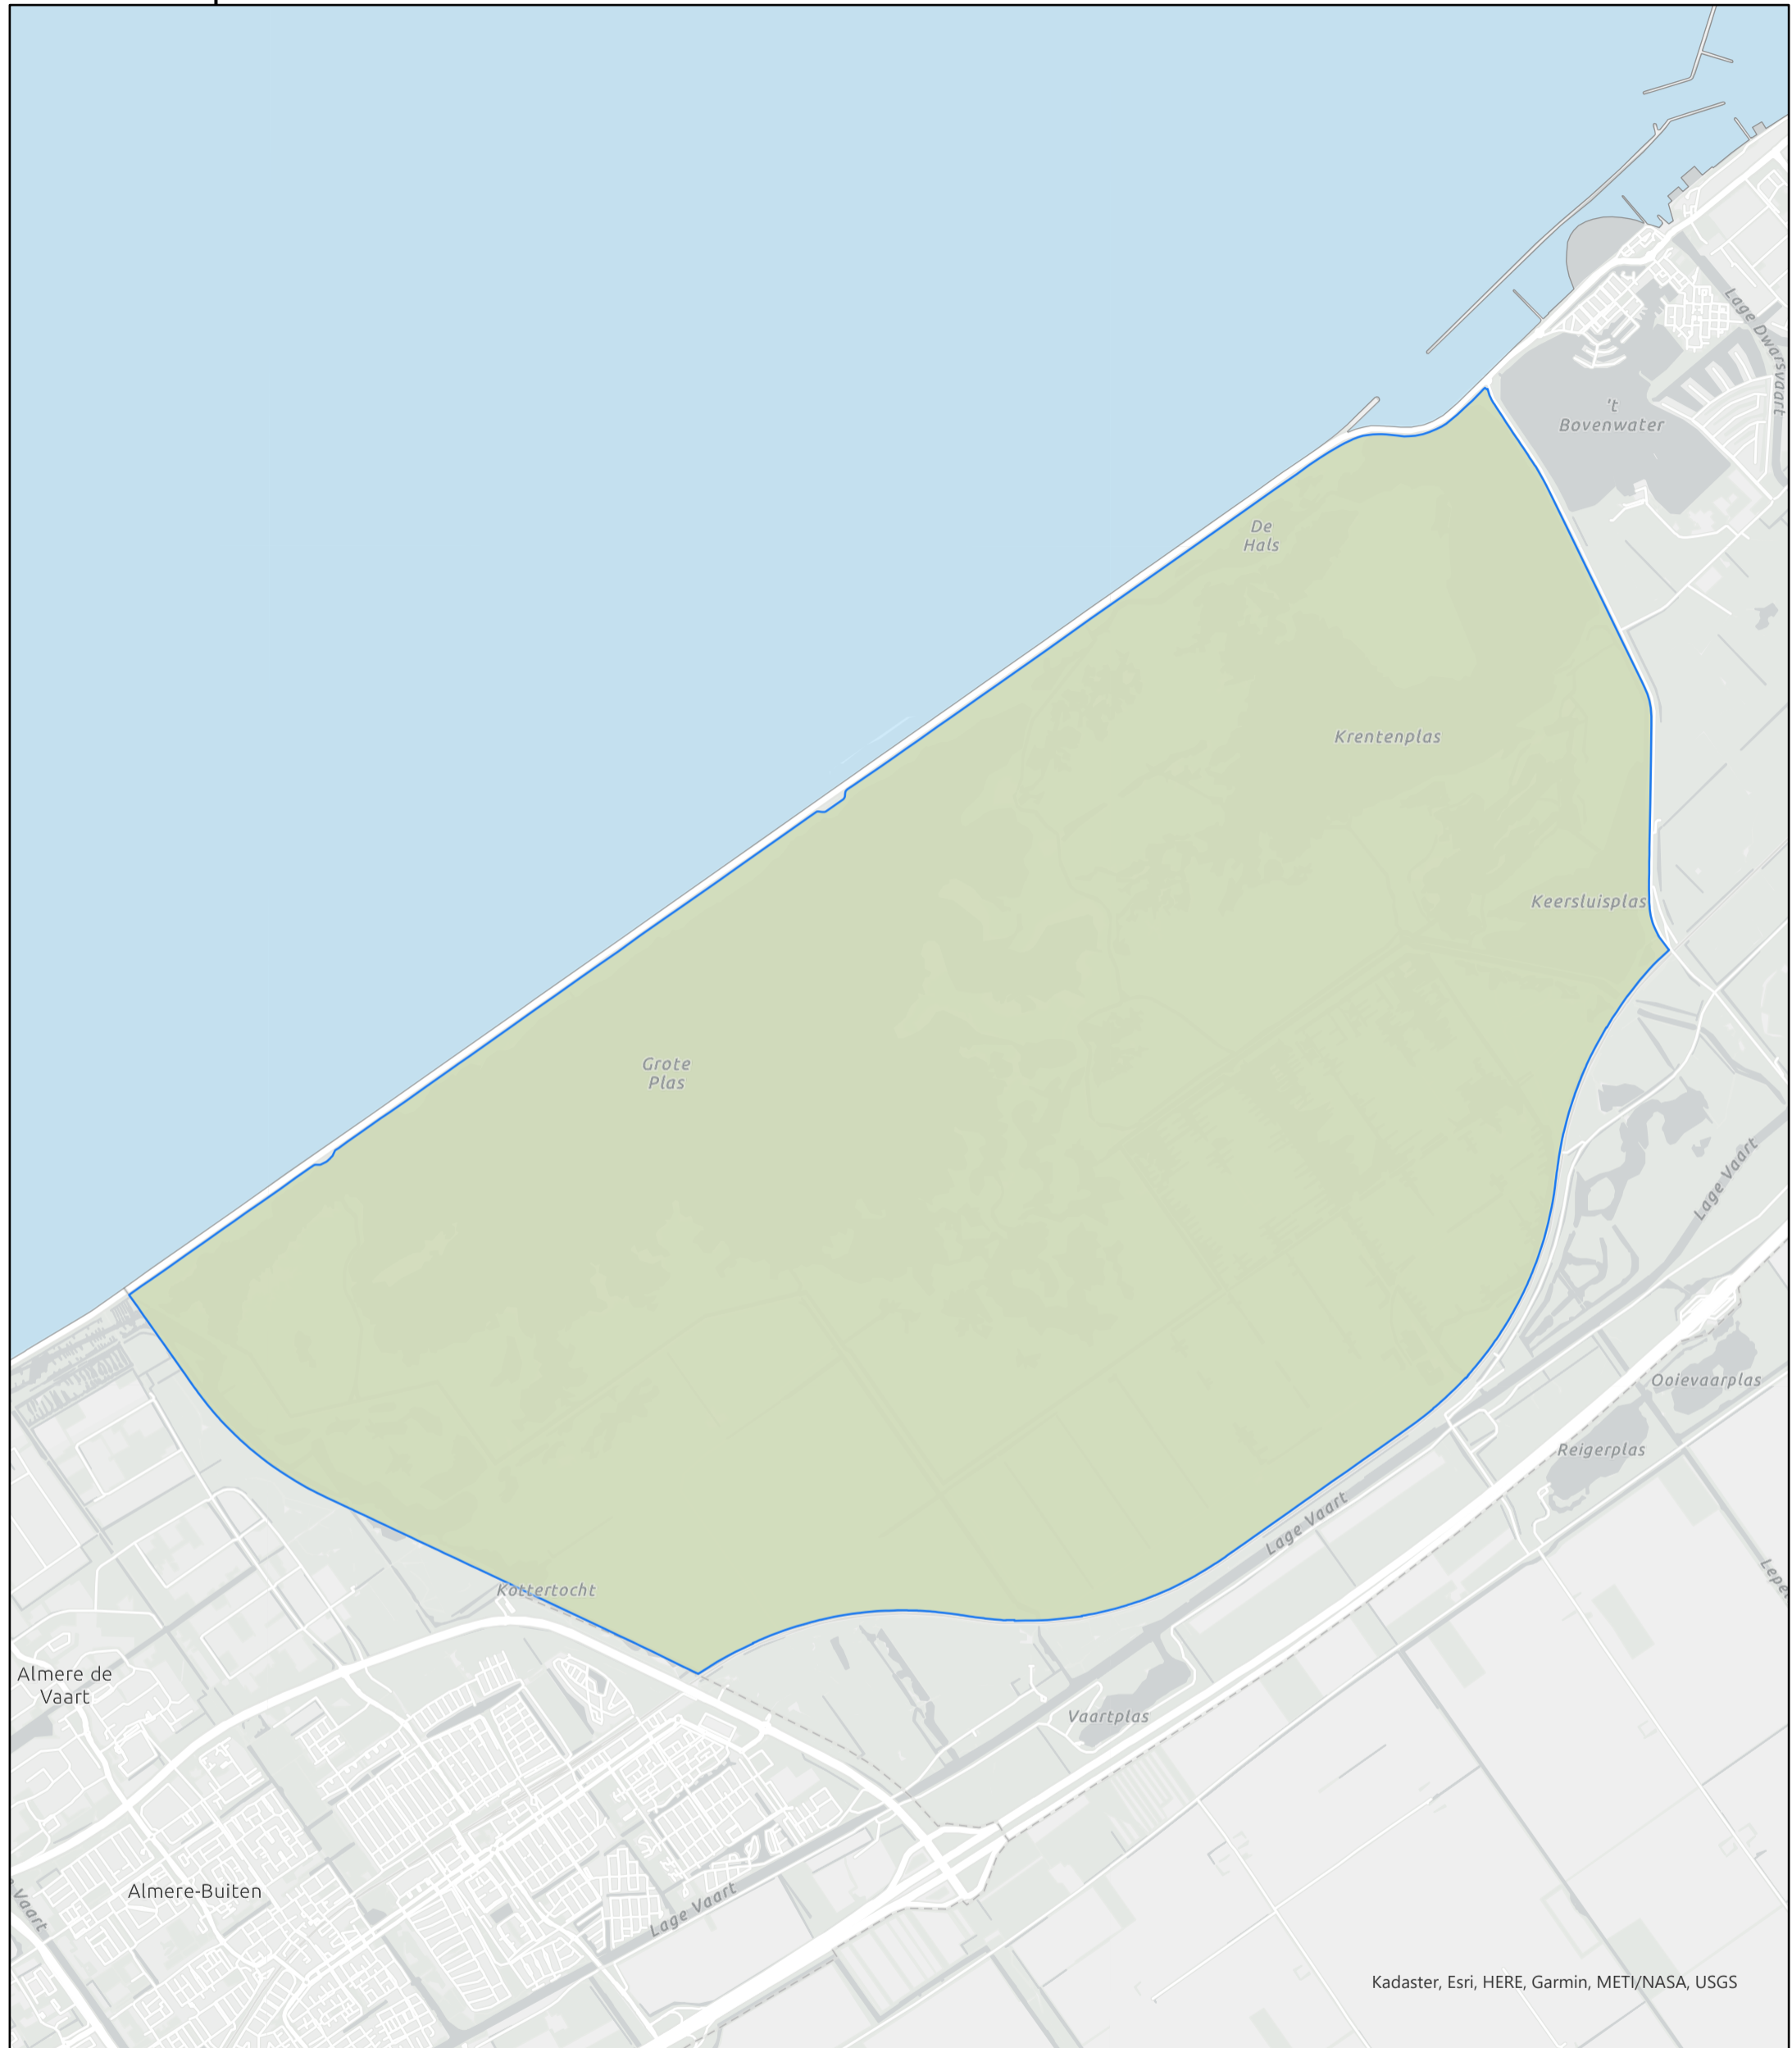 Lage Dwarsvaart
't
Bovenwater
De
Hals
Krentenplas
Keersluisplas
Grote
Plas
Lage Vaart
Ooievaarplas
Reigerplas
Lage Vaart
Kottertocht
Almere de
Vaart
Vaartplas
Almere-Buiten
Vaart
Lage Vaart
Kadaster, Esri, HERE, Garmin, METI/NASA, USGS